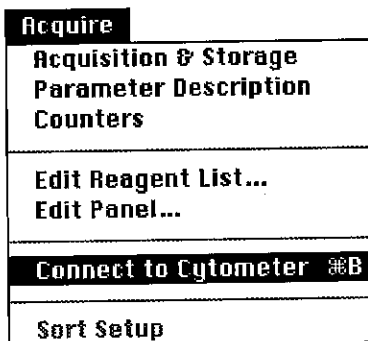 Acquire
Acquisition & Storage
Parameter Description
Counters
Edit Reagent List...
Edit Panel...
Connect to Cytometer ⌘B
Sort Setup